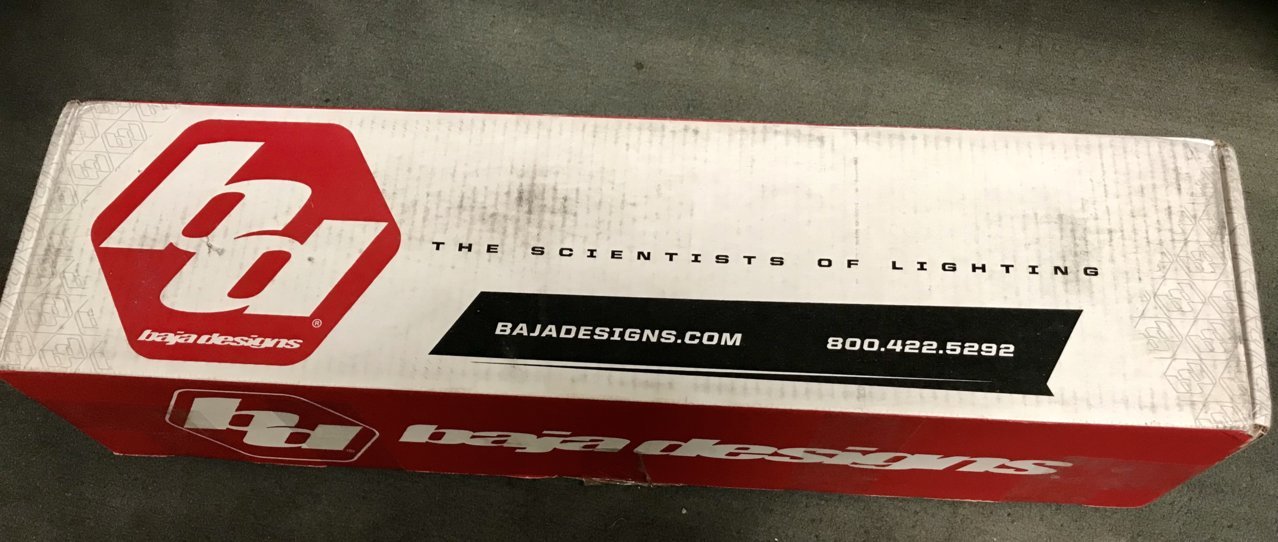 bd
®
baja designs
THE SCIENTISTS OF LIGHTING
BAJADESIGNS.COM 800.422.5292
bd
baja designs